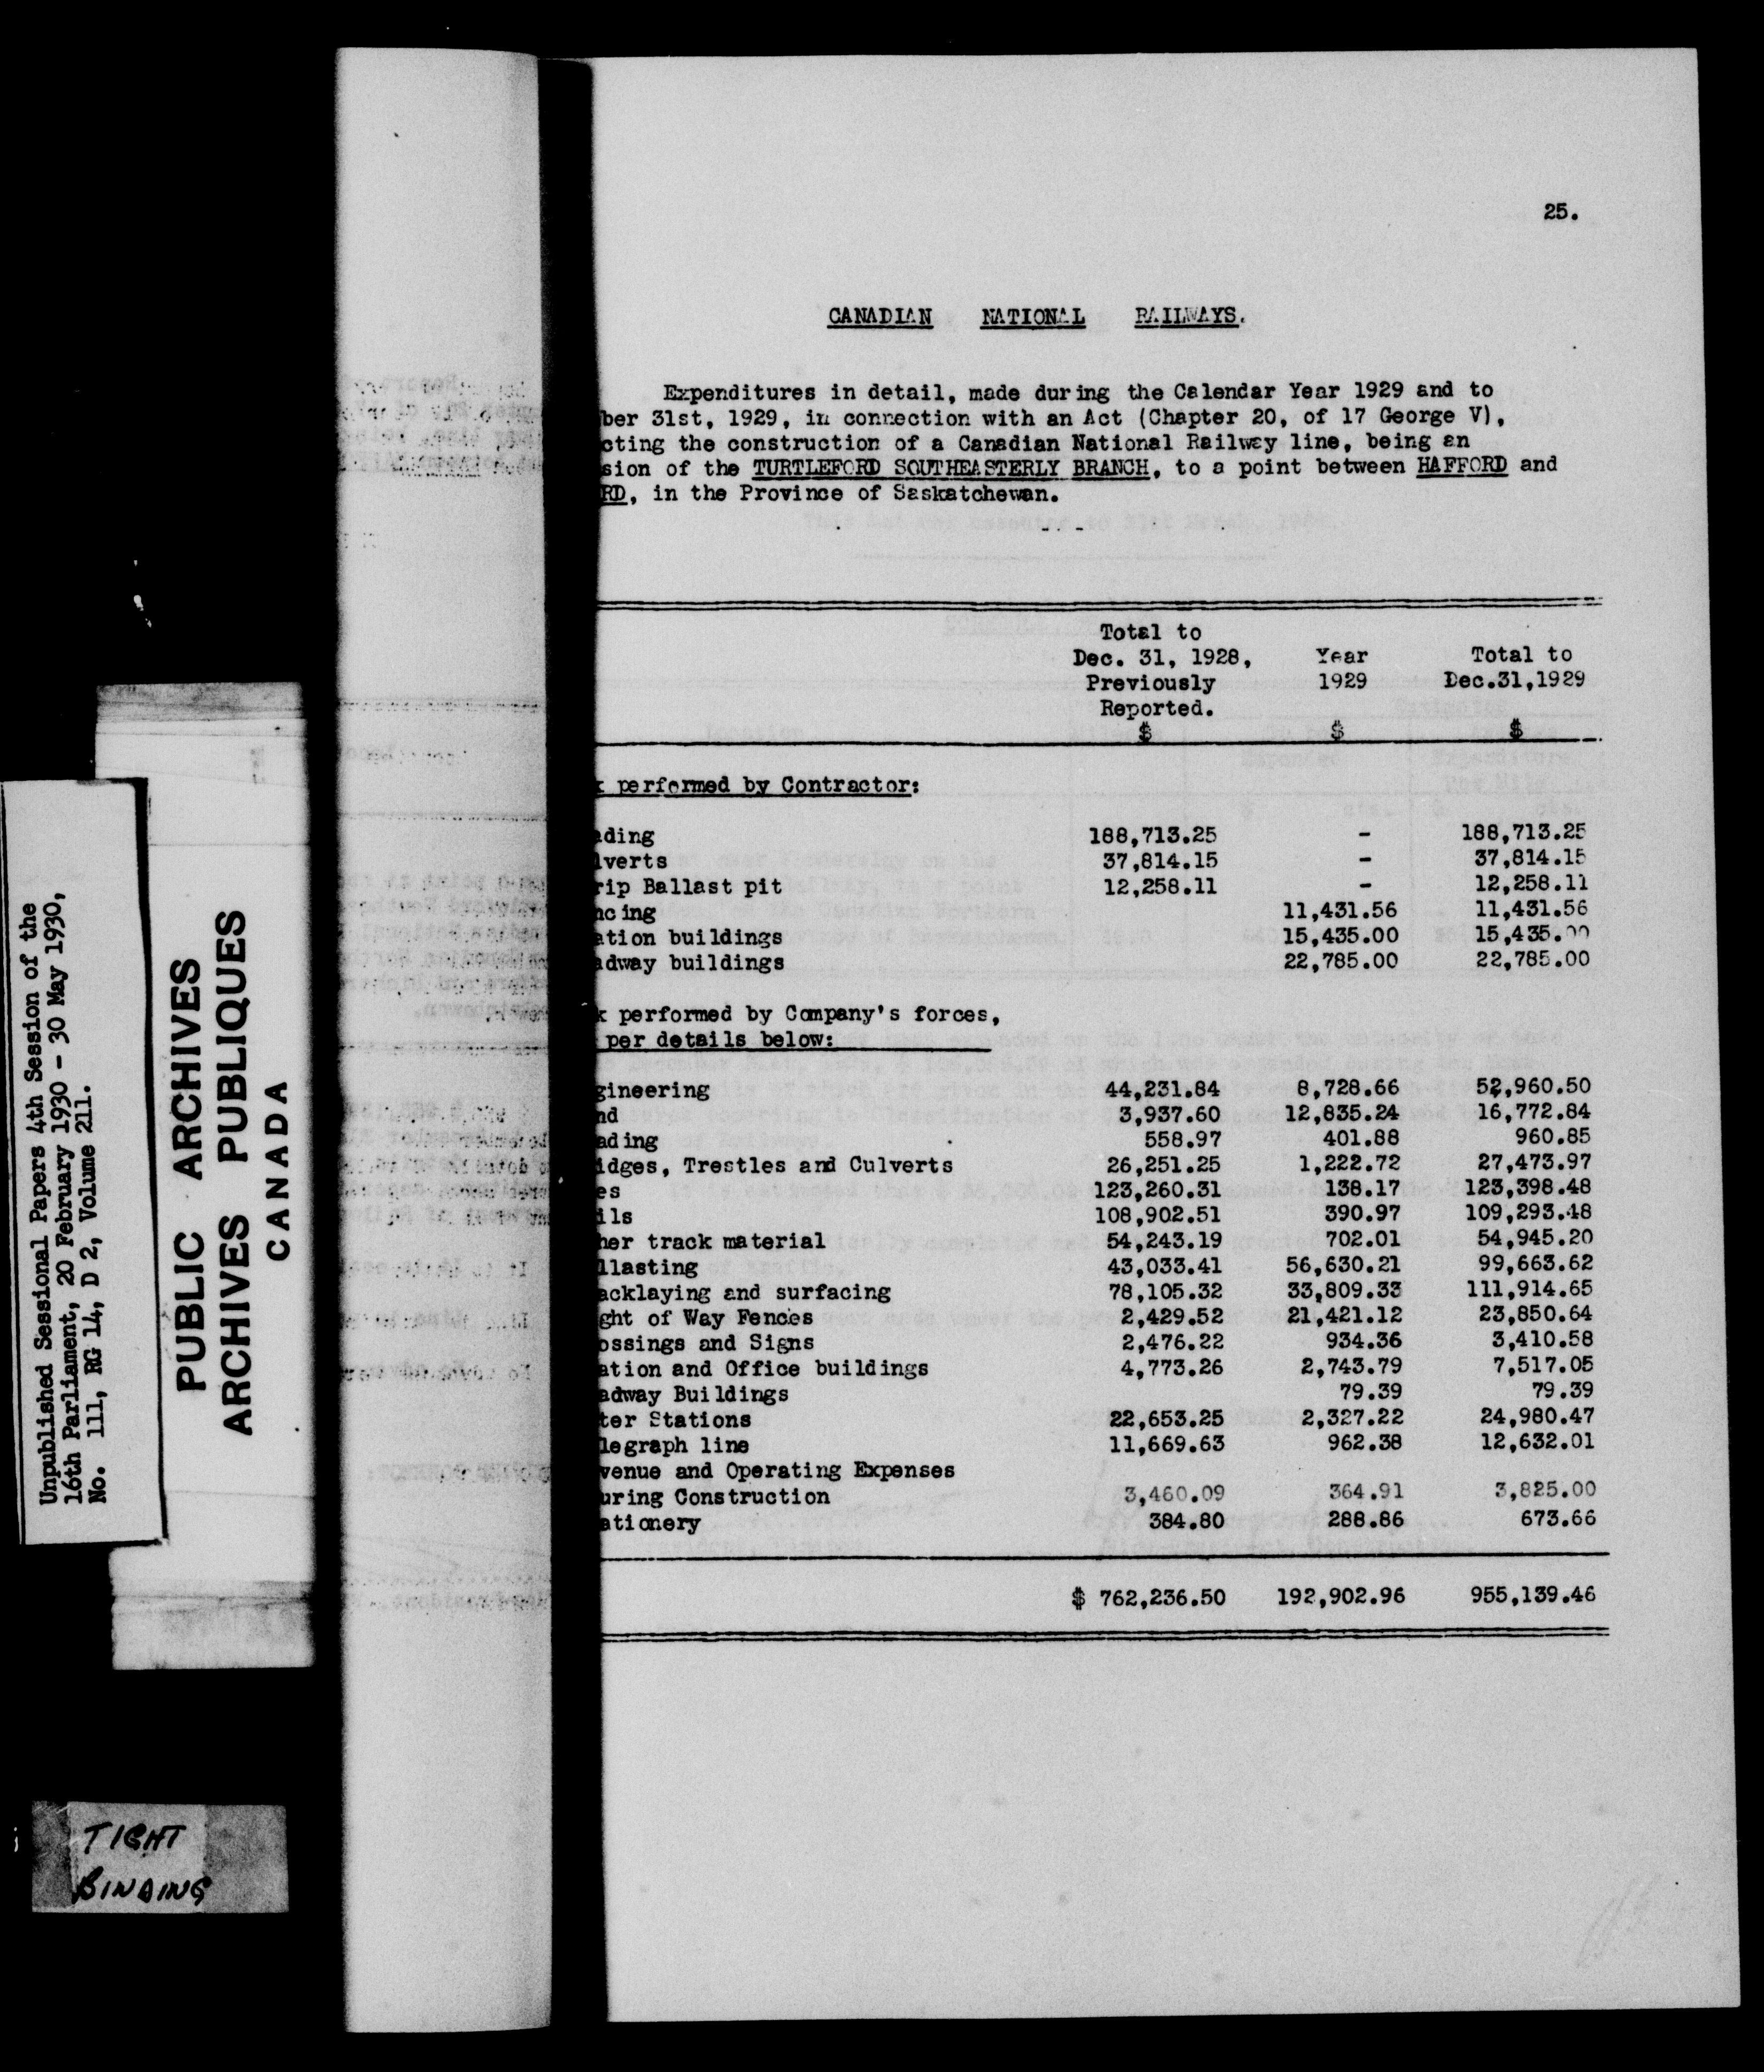 25.
CANADIAN NATIONAL RAILWAYS.
Expenditures in detail, made during the Calendar Year 1929 and to
ber 31st, 1929, in connection with an Act (Chapter 20, of 17 George V),
cting the construction of a Canadian National Railway line, being an
sion of the TURTLEFORD SOUTHEASTERLY BRANCH, to a point between HAFFORD and
RD, in the Province of Saskatchewan.
Total to
Dec. 31, 1928, Year Total to
Previously 1929 Dec.31,1929
Reported.
$ $ $
k performed by Contractor:
ading 188,713.25 - 188,713.25
lverts 37,814.15 - 37,814.15
rip Ballast pit 12,258.11 - 12,258.11
ncing 11,431.56 11,431.56
ation buildings 15,435.00 15,435.00
adway buildings 22,785.00 22,785.00
k performed by Company's forces,
per details below:
gineering 44,231.84 8,728.66 52,960.50
nd 3,937.60 12,835.24 16,772.84
ading 558.97 401.88 960.85
idges, Trestles and Culverts 26,251.25 1,222.72 27,473.97
es 123,260.31 138.17 123,398.48
ils 108,902.51 390.97 109,293.48
her track material 54,243.19 702.01 54,945.20
llasting 43,033.41 56,630.21 99,663.62
acklaying and surfacing 78,105.32 33,809.33 111,914.65
ght of Way Fences 2,429.52 21,421.12 23,850.64
ossings and Signs 2,476.22 934.36 3,410.58
ation and Office buildings 4,773.26 2,743.79 7,517.05
adway Buildings 79.39 79.39
ter Stations 22,653.25 2,327.22 24,980.47
legraph line 11,669.63 962.38 12,632.01
venue and Operating Expenses
uring Construction 3,460.09 364.91 3,825.00
ationery 384.80 288.86 673.66
$ 762,236.50 192,902.96 955,139.46
Unpublished Sessional Papers 4th Session of the
16th Parliament, 20 February 1930 - 30 May 1930,
No. 111, RG 14, D 2, Volume 211.
PUBLIC ARCHIVES
ARCHIVES PUBLIQUES
CANADA
TIGHT
BINDING